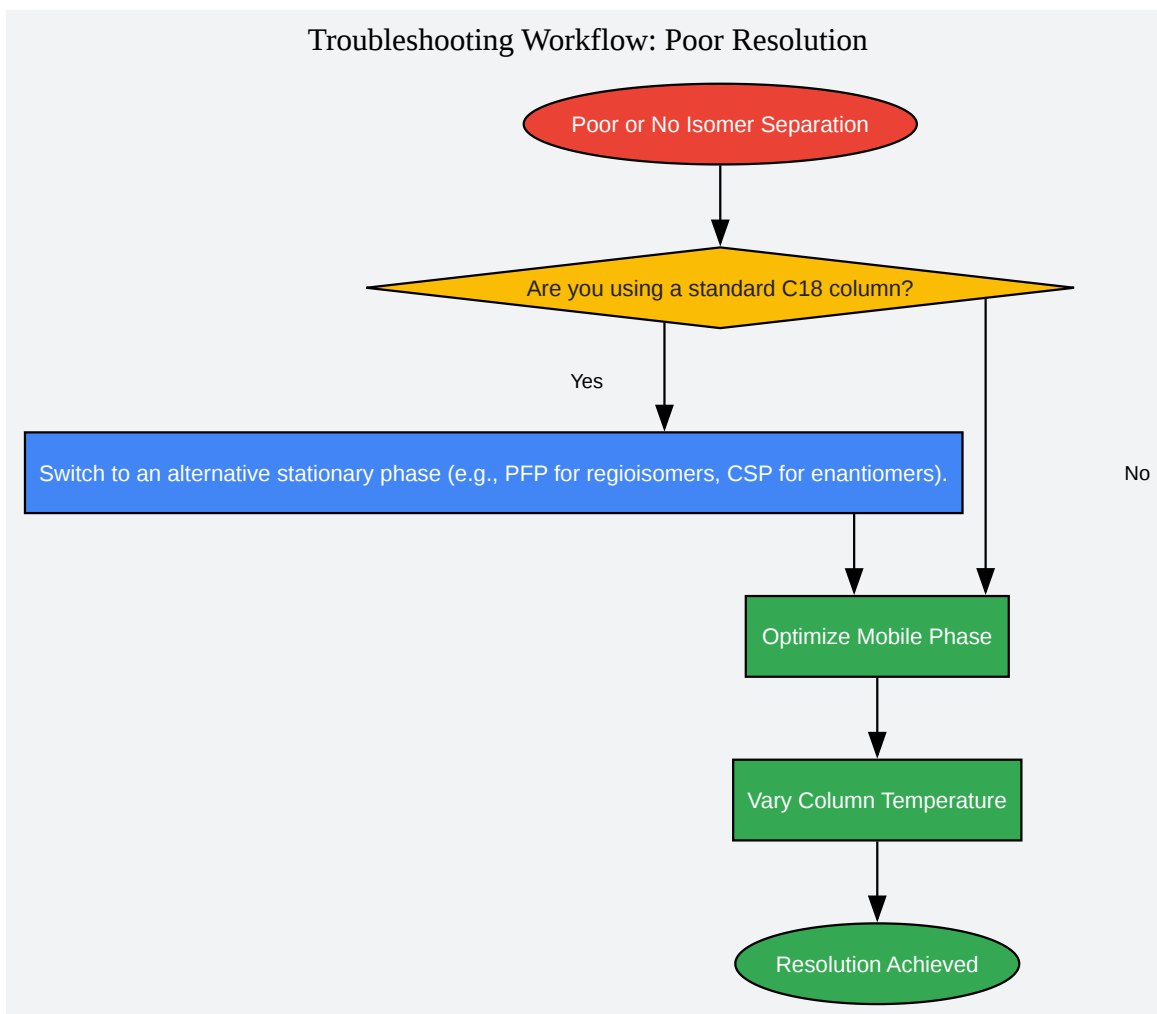 Troubleshooting Workflow: Poor Resolution
Poor or No Isomer Separation
Are you using a standard C18 column?
Yes
Switch to an alternative stationary phase (e.g., PFP for regioisomers, CSP for enantiomers).
No
Optimize Mobile Phase
Vary Column Temperature
Resolution Achieved